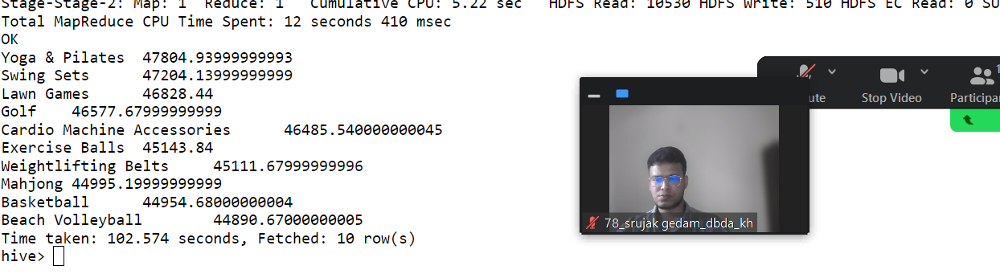 Stage-Stage-2: Map: 1  Reduce: 1   Cumulative CPU: 5.22 sec   HDFS Read: 10530 HDFS Write: 510 HDFS EC Read: 0 SU
Total MapReduce CPU Time Spent: 12 seconds 410 msec
OK
Yoga & Pilates  47804.93999999993
Swing Sets      47204.13999999999
Lawn Games      46828.44
Golf    46577.67999999999
Cardio Machine Accessories      46485.540000000045
Exercise Balls  45143.84
Weightlifting Belts     45111.67999999996
Mahjong 44995.19999999999
Basketball      44954.68000000004
Beach Volleyball        44890.67000000005
Time taken: 102.574 seconds, Fetched: 10 row(s)
hive>
ute Stop Video Participan
78_srujak gedam_dbda_kh